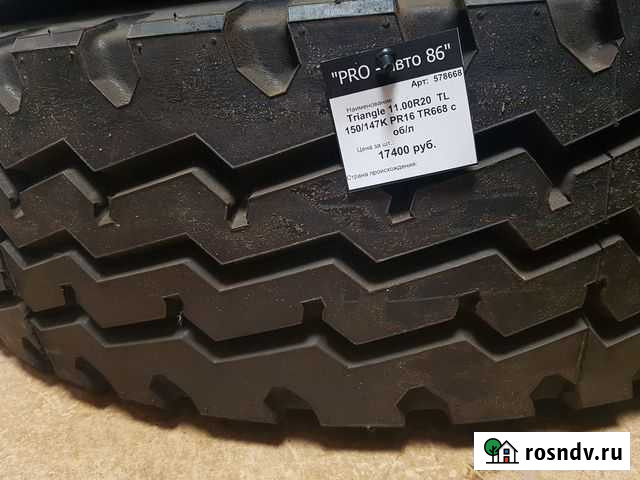 "PRO - авто 86"
Арт: 578668
Наименование:
Triangle 11.00R20 TL
150/147K PR16 TR668 с
об/л
Цена за шт.:
17400 руб.
Страна происхождения:
rosndv.ru